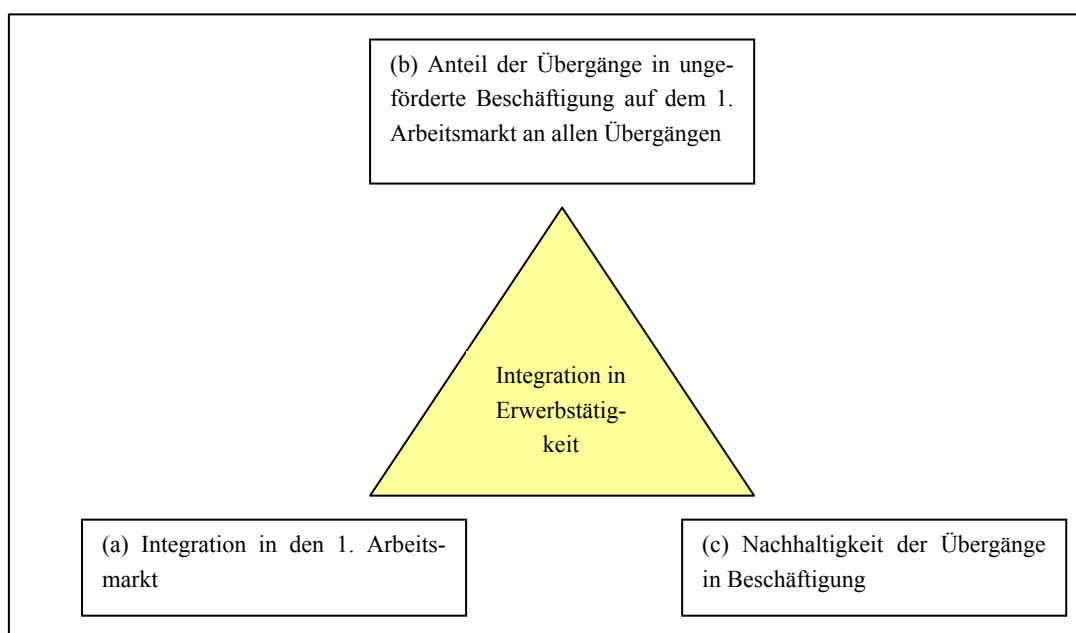 (b) Anteil der Übergänge in unge-
förderte Beschäftigung auf dem 1.
Arbeitsmarkt an allen Übergängen
Integration in
Erwerbstätig-
keit
(a) Integration in den 1. Arbeits-
markt
(c) Nachhaltigkeit der Übergänge
in Beschäftigung